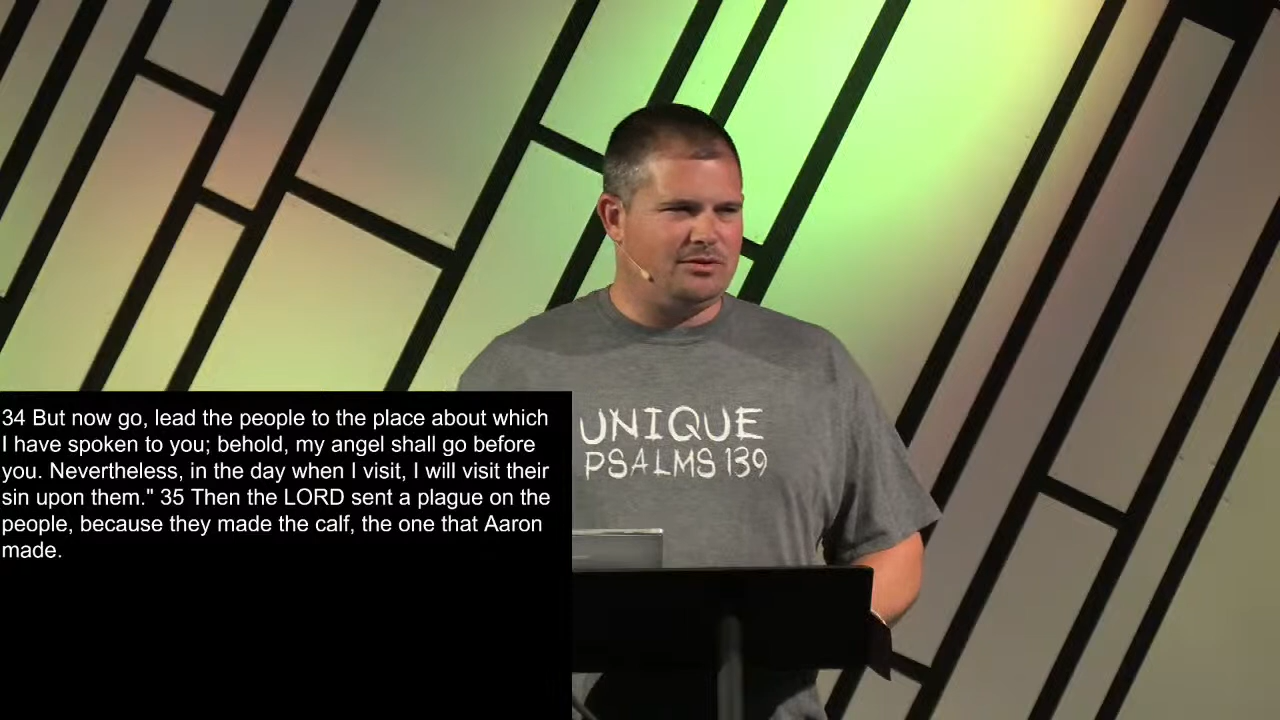 34 But now go, lead the people to the place about which
I have spoken to you; behold, my angel shall go before
you. Nevertheless, in the day when I visit, I will visit their
sin upon them." 35 Then the LORD sent a plague on the
people, because they made the calf, the one that Aaron
made.
UNIQUE
PSALMS 139